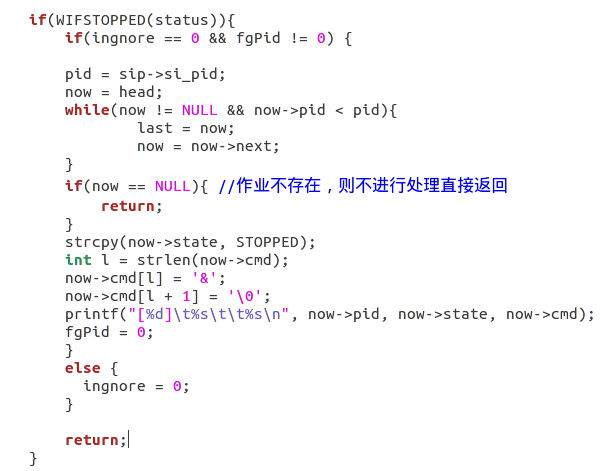 if(WIFSTOPPED(status)){
if(ingnore == 0 && fgPid != 0) {
pid = sip->si_pid;
now = head;
while(now != NULL && now->pid < pid){
last = now;
now = now->next;
}
if(now == NULL){ //作业不存在，则不进行处理直接返回
return;
}
strcpy(now->state, STOPPED);
int l = strlen(now->cmd);
now->cmd[l] = '&';
now->cmd[l + 1] = '\0';
printf("[%d]\t%s\t\t%s\n", now->pid, now->state, now->cmd);
fgPid = 0;
}
else {
ingnore = 0;
}
return;
}